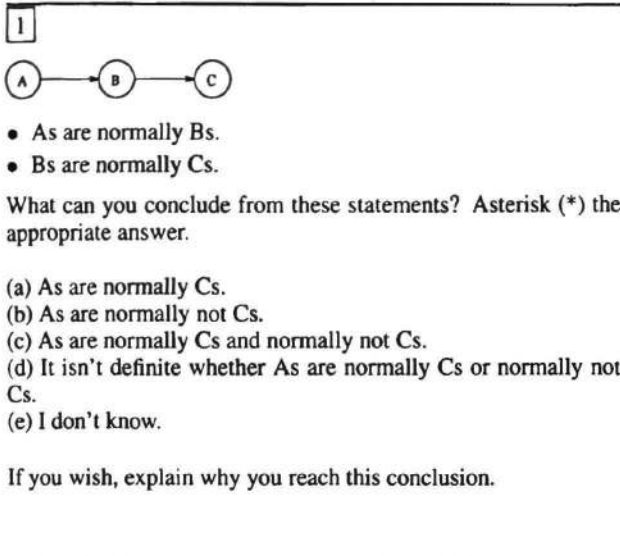 1
A B C
• As are normally Bs.
• Bs are normally Cs.
What can you conclude from these statements? Asterisk (*) the
appropriate answer.
(a) As are normally Cs.
(b) As are normally not Cs.
(c) As are normally Cs and normally not Cs.
(d) It isn't definite whether As are normally Cs or normally not
Cs.
(e) I don't know.
If you wish, explain why you reach this conclusion.